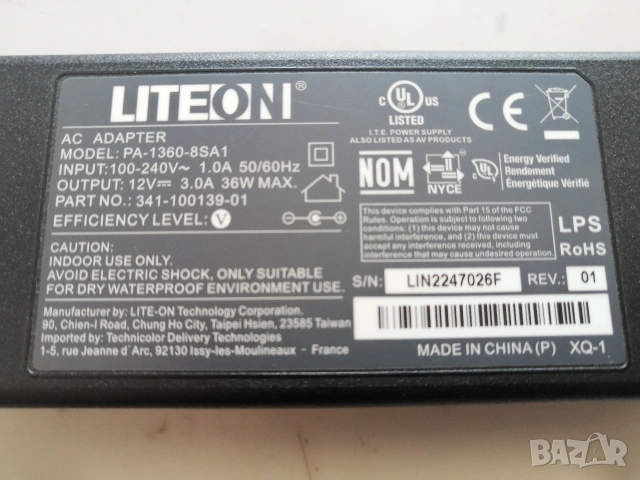 LITEON®
AC ADAPTER
MODEL: PA-1360-8SA1
INPUT:100-240V~ 1.0A 50/60Hz
OUTPUT: 12V⎓ 3.0A 36W MAX.
PART NO.: 341-100139-01
EFFICIENCY LEVEL: V
CAUTION:
INDOOR USE ONLY.
AVOID ELECTRIC SHOCK, ONLY SUITABLE
FOR DRY WATERPROOF ENVIRONMENT USE.
Manufacturer by: LITE-ON Technology Corporation
90, Chien-I Road, Chung Ho City, Taipei Hsien, 23585 Taiwan
Imported by: Technicolor Delivery Technologies
1-5, rue Jeanne d'Arc, 92130 Issy-les-Moulineaux - France
C UL US
LISTED
I.T.E. POWER SUPPLY
ALSO LISTED AS AV PRODUCTS
CE
NOM
NYCE
UL
Energy Verified
Rendement
Énergétique Vérifié
This device complies with Part 15 of the FCC
Rules. Operation is subject to following two
conditions: (1) this device may not cause
harmful interference, and (2) this device must
accept any interference received, including
interference that may cause undesired operation.
LPS
RoHS
S/N: LIN2247026F REV.: 01
MADE IN CHINA (P) XQ-1
BAZAR